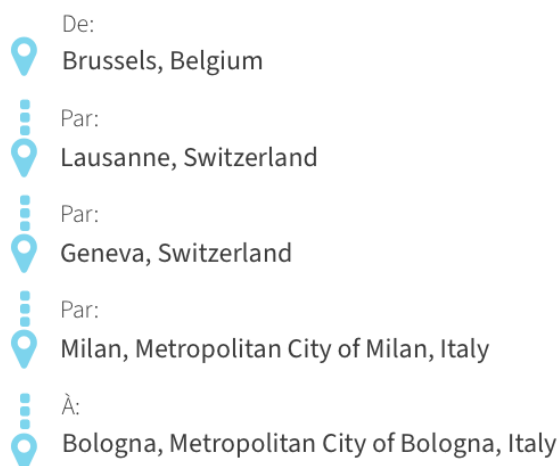 De:
Brussels, Belgium
Par:
Lausanne, Switzerland
Par:
Geneva, Switzerland
Par:
Milan, Metropolitan City of Milan, Italy
À:
Bologna, Metropolitan City of Bologna, Italy